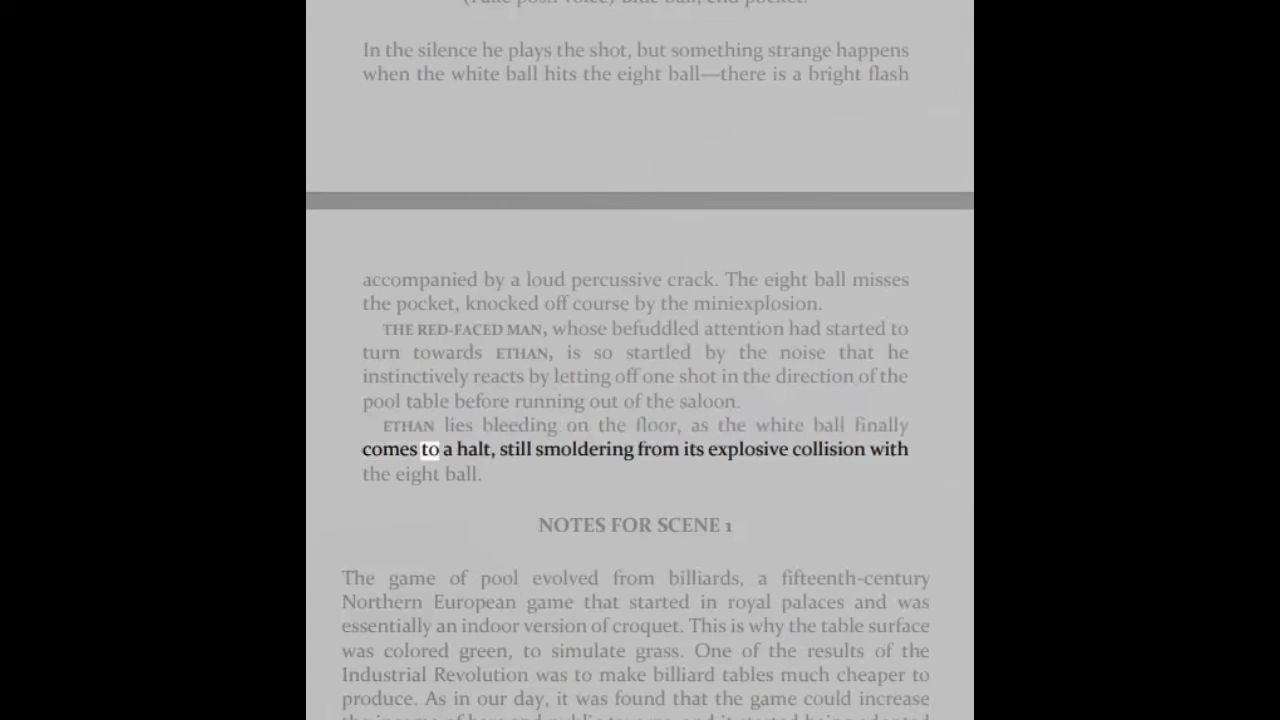 In the silence he plays the shot, but something strange happens
when the white ball hits the eight ball—there is a bright flash
accompanied by a loud percussive crack. The eight ball misses
the pocket, knocked off course by the miniexplosion.
THE RED-FACED MAN, whose befuddled attention had started to
turn towards ETHAN, is so startled by the noise that he
instinctively reacts by letting off one shot in the direction of the
pool table before running out of the saloon.
ETHAN lies bleeding on the floor, as the white ball finally
comes to a halt, still smoldering from its explosive collision with
the eight ball.
NOTES FOR SCENE 1
The game of pool evolved from billiards, a fifteenth-century
Northern European game that started in royal palaces and was
essentially an indoor version of croquet. This is why the table surface
was colored green, to simulate grass. One of the results of the
Industrial Revolution was to make billiard tables much cheaper to
produce. As in our day, it was found that the game could increase